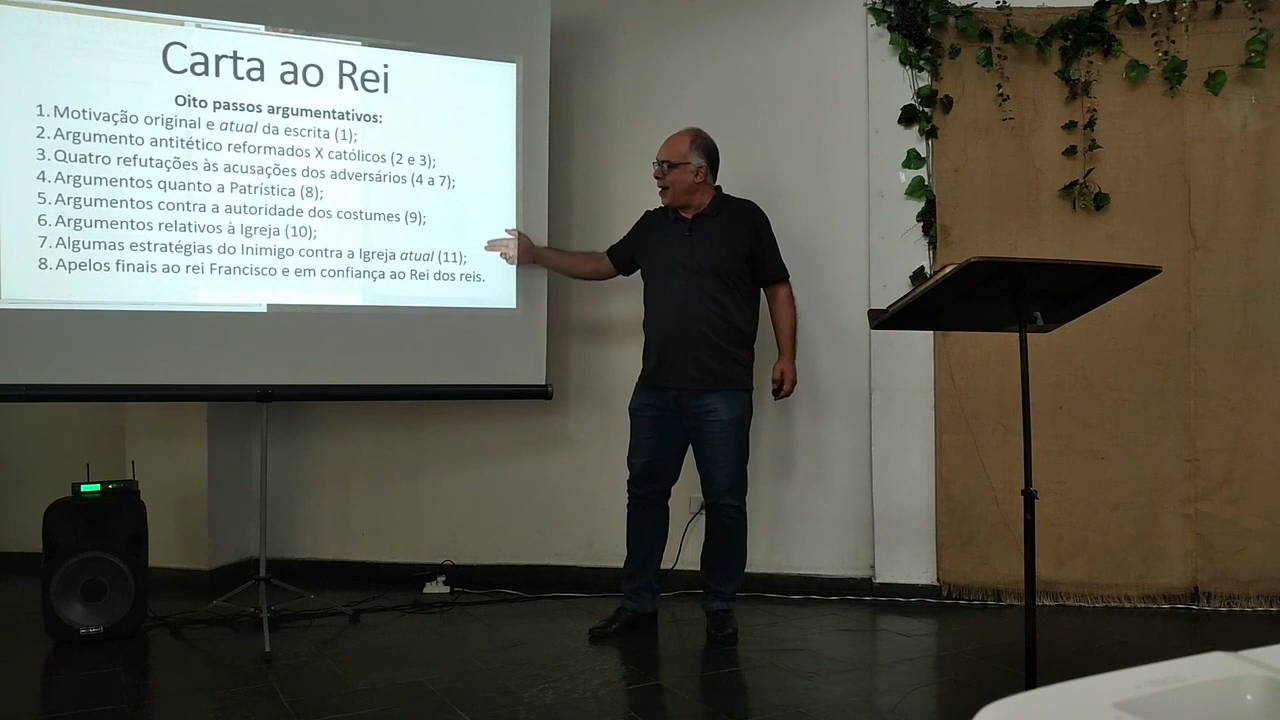 Carta ao Rei
Oito passos argumentativos:
1. Motivação original e atual da escrita (1);
2. Argumento antitético reformados X católicos (2 e 3);
3. Quatro refutações às acusações dos adversários (4 a 7);
4. Argumentos quanto a Patrística (8);
5. Argumentos contra a autoridade dos costumes (9);
6. Argumentos relativos à Igreja (10);
7. Algumas estratégias do Inimigo contra a Igreja atual (11);
8. Apelos finais ao rei Francisco e em confiança ao Rei dos reis.